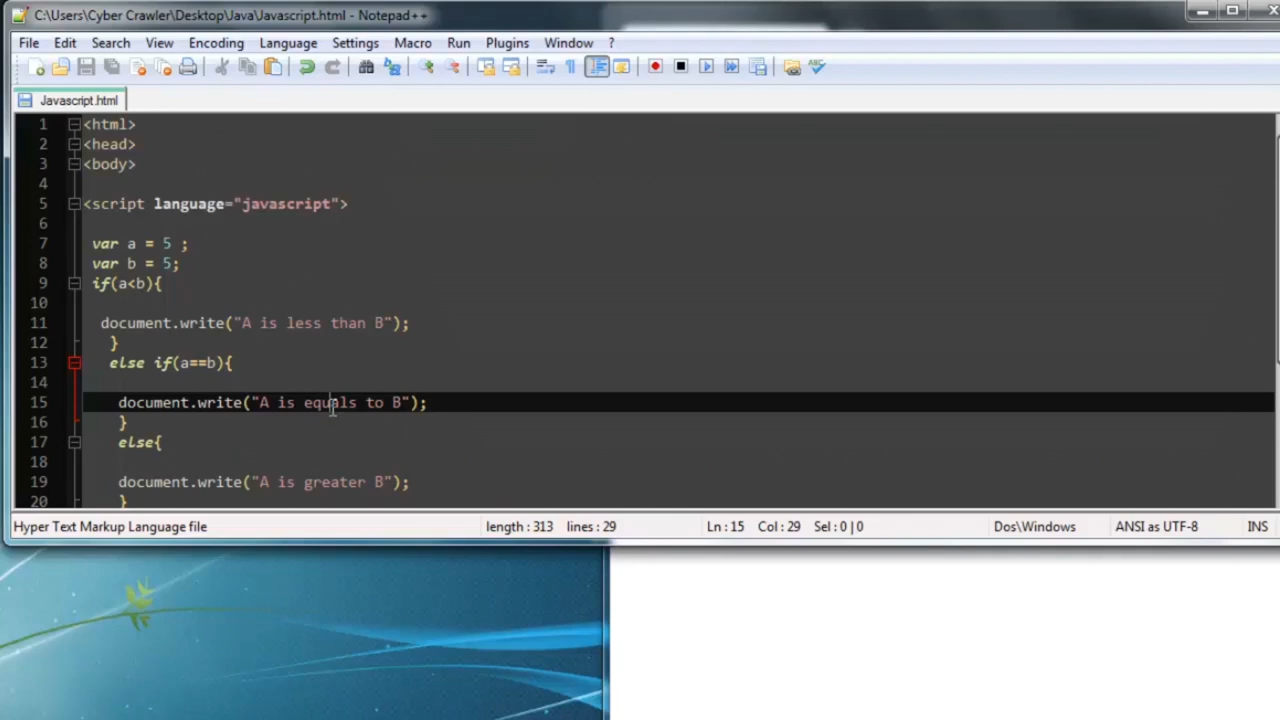 C:\Users\Cyber Crawler\Desktop\Java\Javascript.html - Notepad++
File Edit Search View Encoding Language Settings Macro Run Plugins Window ?
Javascript.html
1 <html>
2 <head>
3 <body>
4
5 <script language="javascript">
6
7 var a = 5 ;
8 var b = 5;
9 if(a<b){
10
11 document.write("A is less than B");
12 }
13 else if(a==b){
14
15 document.write("A is equals to B");
16 }
17 else{
18
19 document.write("A is greater B");
20 }
Hyper Text Markup Language file length : 313 lines : 29 Ln : 15 Col : 29 Sel : 0 | 0 Dos\Windows ANSI as UTF-8 INS